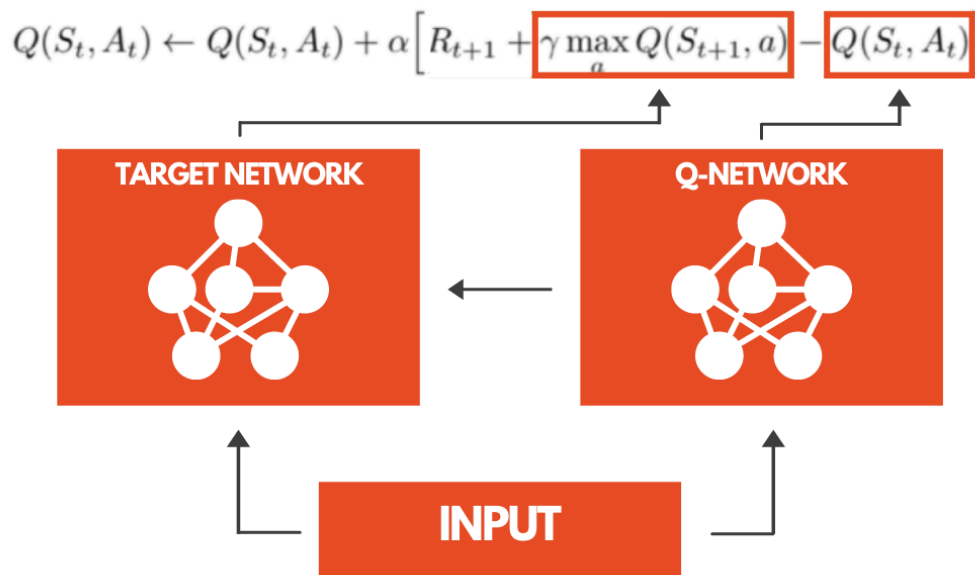 Q(S_t, A_t) ← Q(S_t, A_t) + α[R_{t+1} + γ max_a Q(S_{t+1}, a) − Q(S_t, A_t)
TARGET NETWORK
Q-NETWORK
INPUT